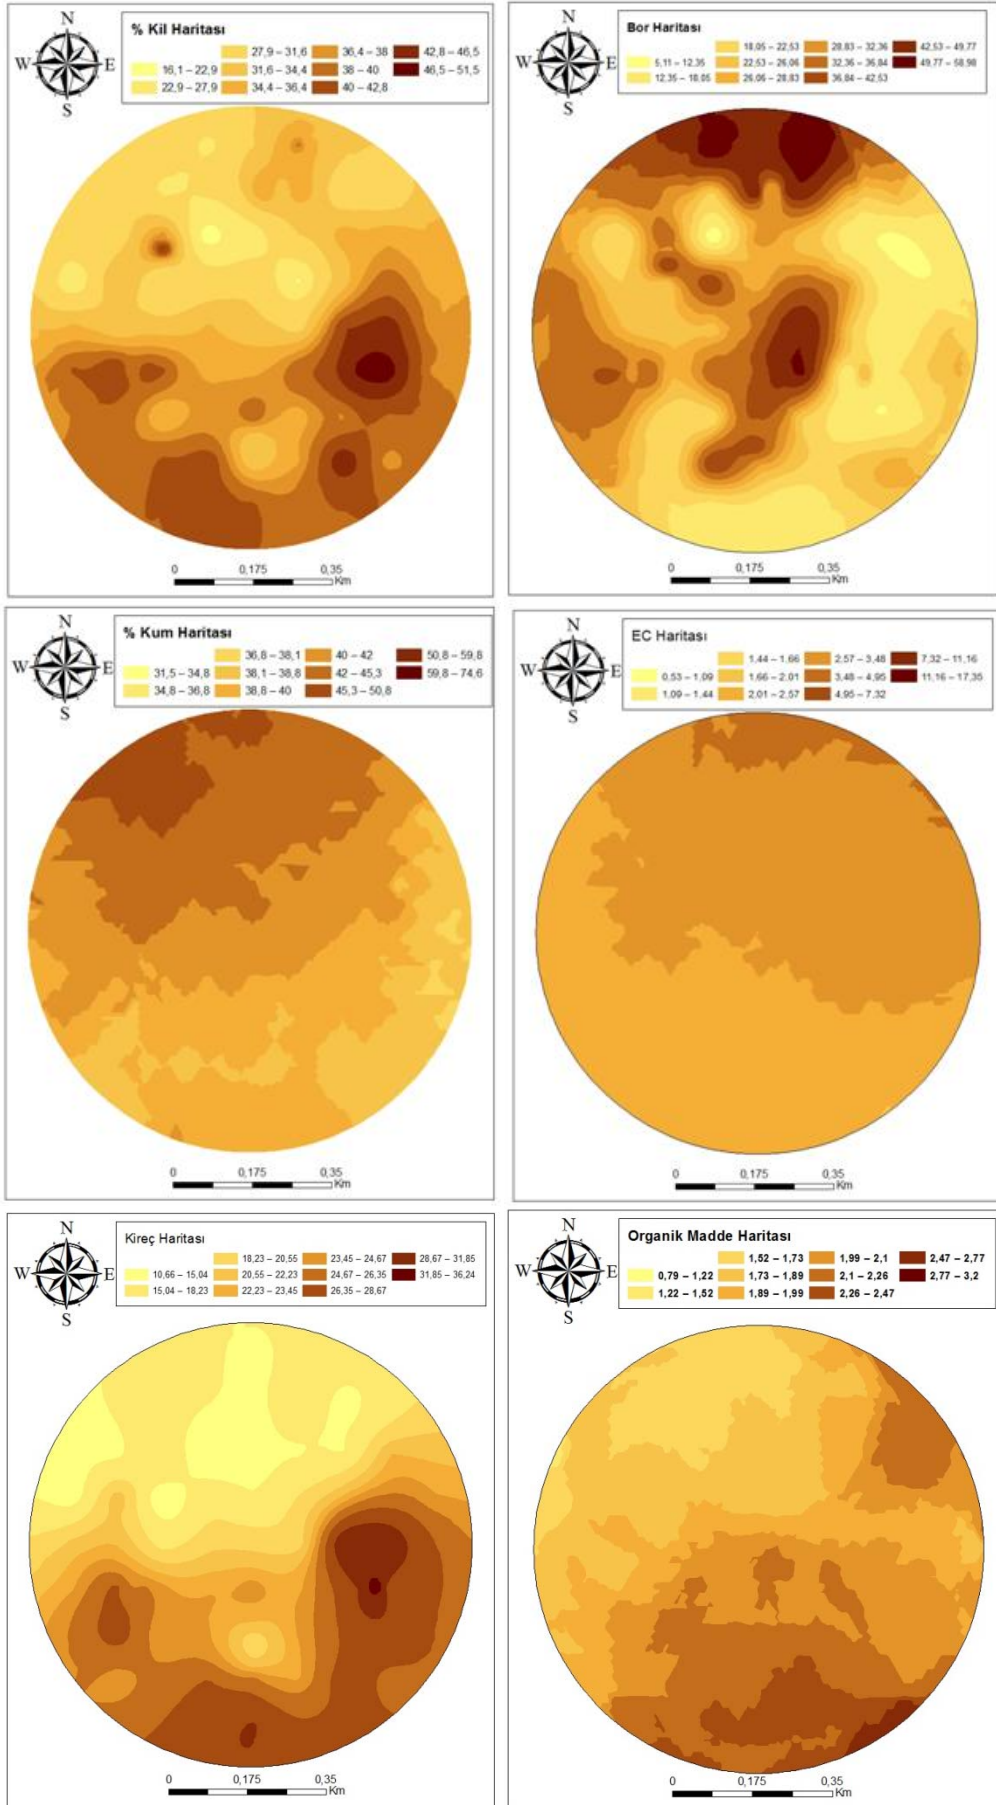 N
W
E
S
% Kil Haritası
27,9 – 31,6
36,4 – 38
42,8 – 46,5
16,1 – 22,9
31,6 – 34,4
38 – 40
46,5 – 51,5
22,9 – 27,9
34,4 – 36,4
40 – 42,8
0
0,175
0,35
Km
N
W
E
S
Bor Haritası
18,05 – 22,53
28.83 – 32,36
42,53 – 49,77
5,11 – 12.35
22.53 – 26.06
32,36 – 36,84
49,77 – 58,98
12.35 – 18.05
26.06 – 28.83
36,84 – 42,53
0
0,175
0,35
Km
N
W
E
S
% Kum Haritası
36,8 – 38,1
40 – 42
50,8 – 59,8
31,5 – 34,8
38,1 – 38,8
42 – 45,3
59,8 – 74,6
34,8 – 36,8
38,8 – 40
45,3 – 50,8
0
0,175
0,35
Km
N
W
E
S
EC Haritası
1.44 – 1.66
2.57 – 3,48
7,32 – 11,16
0.53 – 1,09
1.66 – 2,01
3,48 – 4,95
11,16 – 17,35
1,09 – 1.44
2,01 – 2,57
4,95 – 7,32
0
0,175
0,35
Km
N
W
E
S
Kireç Haritası
18,23 – 20,55
23,45 – 24,67
28,67 – 31,85
10,66 – 15,04
20,55 – 22,23
24,67 – 26,35
31,85 – 36,24
15,04 – 18,23
22,23 – 23,45
26,35 – 28,67
0
0,175
0,35
Km
N
W
E
S
Organik Madde Haritası
1,52 – 1,73
1,99 – 2,1
2,47 – 2,77
0,79 – 1,22
1,73 – 1,89
2,1 – 2,26
2,77 – 3,2
1,22 – 1,52
1,89 – 1,99
2,26 – 2,47
0
0,175
0,35
Km